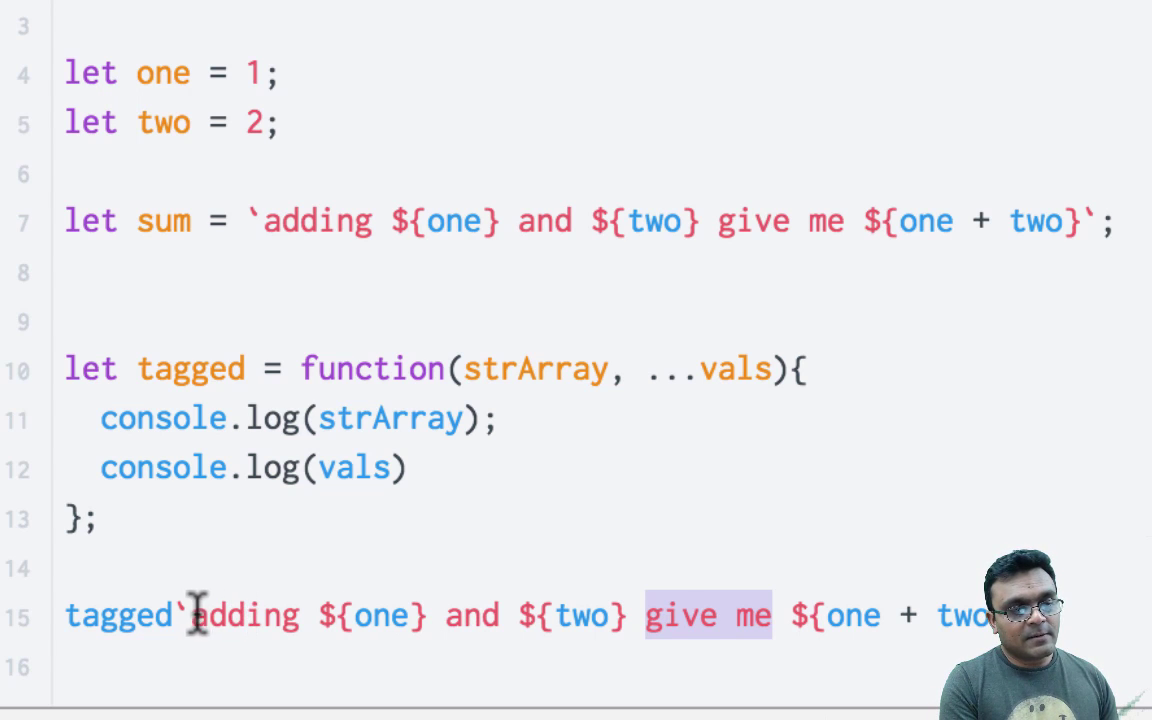 3
4 let one = 1;
5 let two = 2;
6
7 let sum = `adding ${one} and ${two} give me ${one + two}`;
8
9
10 let tagged = function(strArray, ...vals){
11 console.log(strArray);
12 console.log(vals)
13 };
14
15 tagged`adding ${one} and ${two} give me ${one + two
16